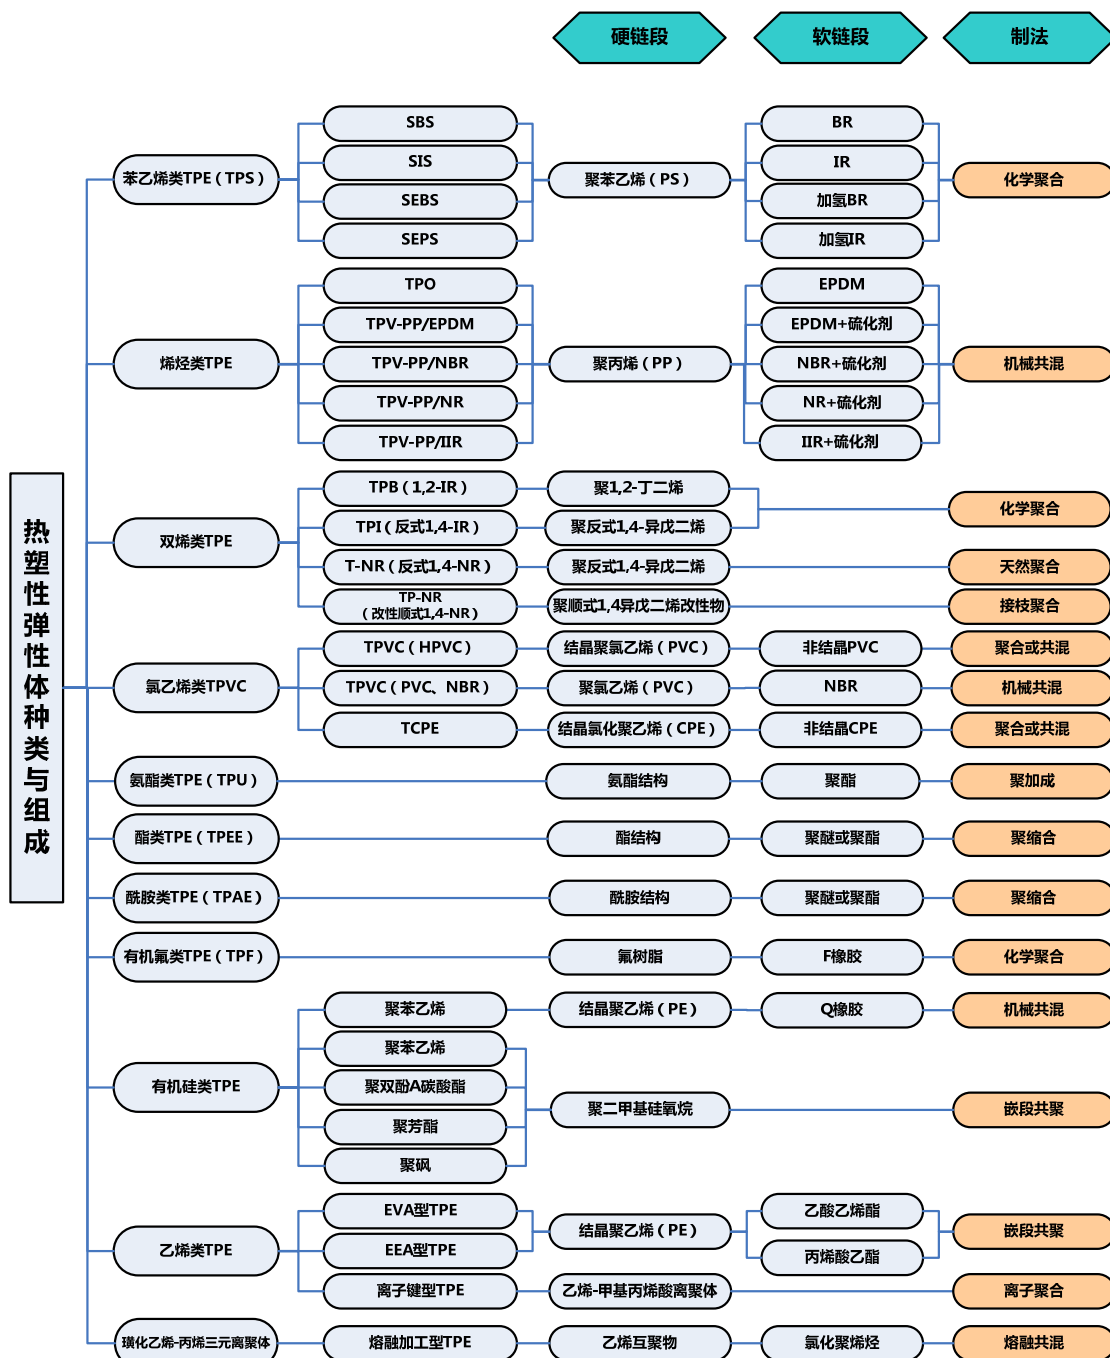 硬链段
软链段
制法
热塑性弹性体种类与组成
苯乙烯类TPE（TPS）
SBS
SIS
SEBS
SEPS
聚苯乙烯（PS）
BR
IR
加氢BR
加氢IR
化学聚合
烯烃类TPE
TPO
TPV-PP/EPDM
TPV-PP/NBR
TPV-PP/NR
TPV-PP/IIR
聚丙烯（PP）
EPDM
EPDM+硫化剂
NBR+硫化剂
NR+硫化剂
IIR+硫化剂
机械共混
双烯类TPE
TPB（1,2-IR）
聚1,2-丁二烯
TPI（反式1,4-IR）
聚反式1,4-异戊二烯
化学聚合
T-NR（反式1,4-NR）
聚反式1,4-异戊二烯
天然聚合
TP-NR
（改性顺式1,4-NR）
聚顺式1,4异戊二烯改性物
接枝聚合
氯乙烯类TPVC
TPVC（HPVC）
结晶聚氯乙烯（PVC）
非结晶PVC
聚合或共混
TPVC（PVC、NBR）
聚氯乙烯（PVC）
NBR
机械共混
TCPE
结晶氯化聚乙烯（CPE）
非结晶CPE
聚合或共混
氨酯类TPE（TPU）
氨酯结构
聚酯
聚加成
酯类TPE（TPEE）
酯结构
聚醚或聚酯
聚缩合
酰胺类TPE（TPAE）
酰胺结构
聚醚或聚酯
聚缩合
有机氟类TPE（TPF）
氟树脂
F橡胶
化学聚合
有机硅类TPE
聚苯乙烯
结晶聚乙烯（PE）
Q橡胶
机械共混
聚苯乙烯
聚双酚A碳酸酯
聚芳酯
聚砜
聚二甲基硅氧烷
嵌段共聚
乙烯类TPE
EVA型TPE
EEA型TPE
结晶聚乙烯（PE）
乙酸乙烯酯
丙烯酸乙酯
嵌段共聚
离子键型TPE
乙烯-甲基丙烯酸离聚体
离子聚合
璜化乙烯-丙烯三元离聚体
熔融加工型TPE
乙烯互聚物
氯化聚烯烃
熔融共混